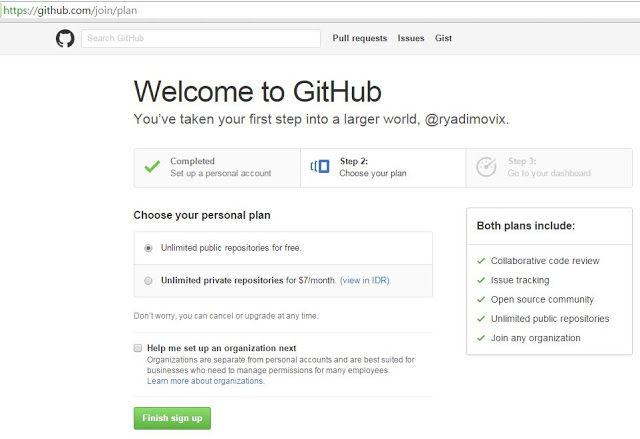 https://github.com/join/plan
Search GitHub
Pull requests
Issues
Gist
Welcome to GitHub
You've taken your first step into a larger world, @ryadimovix.
Completed
Set up a personal account
Step 2:
Choose your plan
Step 3:
Go to your dashboard
Choose your personal plan
Unlimited public repositories for free.
Unlimited private repositories for $7/month. (view in IDR)
Don't worry, you can cancel or upgrade at any time.
Help me set up an organization next
Organizations are separate from personal accounts and are best suited for
businesses who need to manage permissions for many employees.
Learn more about organizations.
Finish sign up
Both plans include:
Collaborative code review
Issue tracking
Open source community
Unlimited public repositories
Join any organization